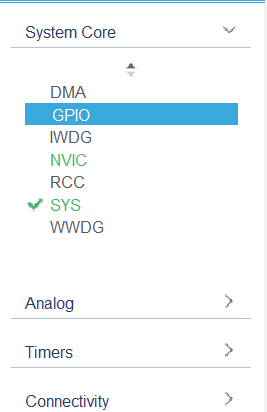 System Core
DMA
GPIO
IWDG
NVIC
RCC
SYS
WWDG
Analog
Timers
Connectivity